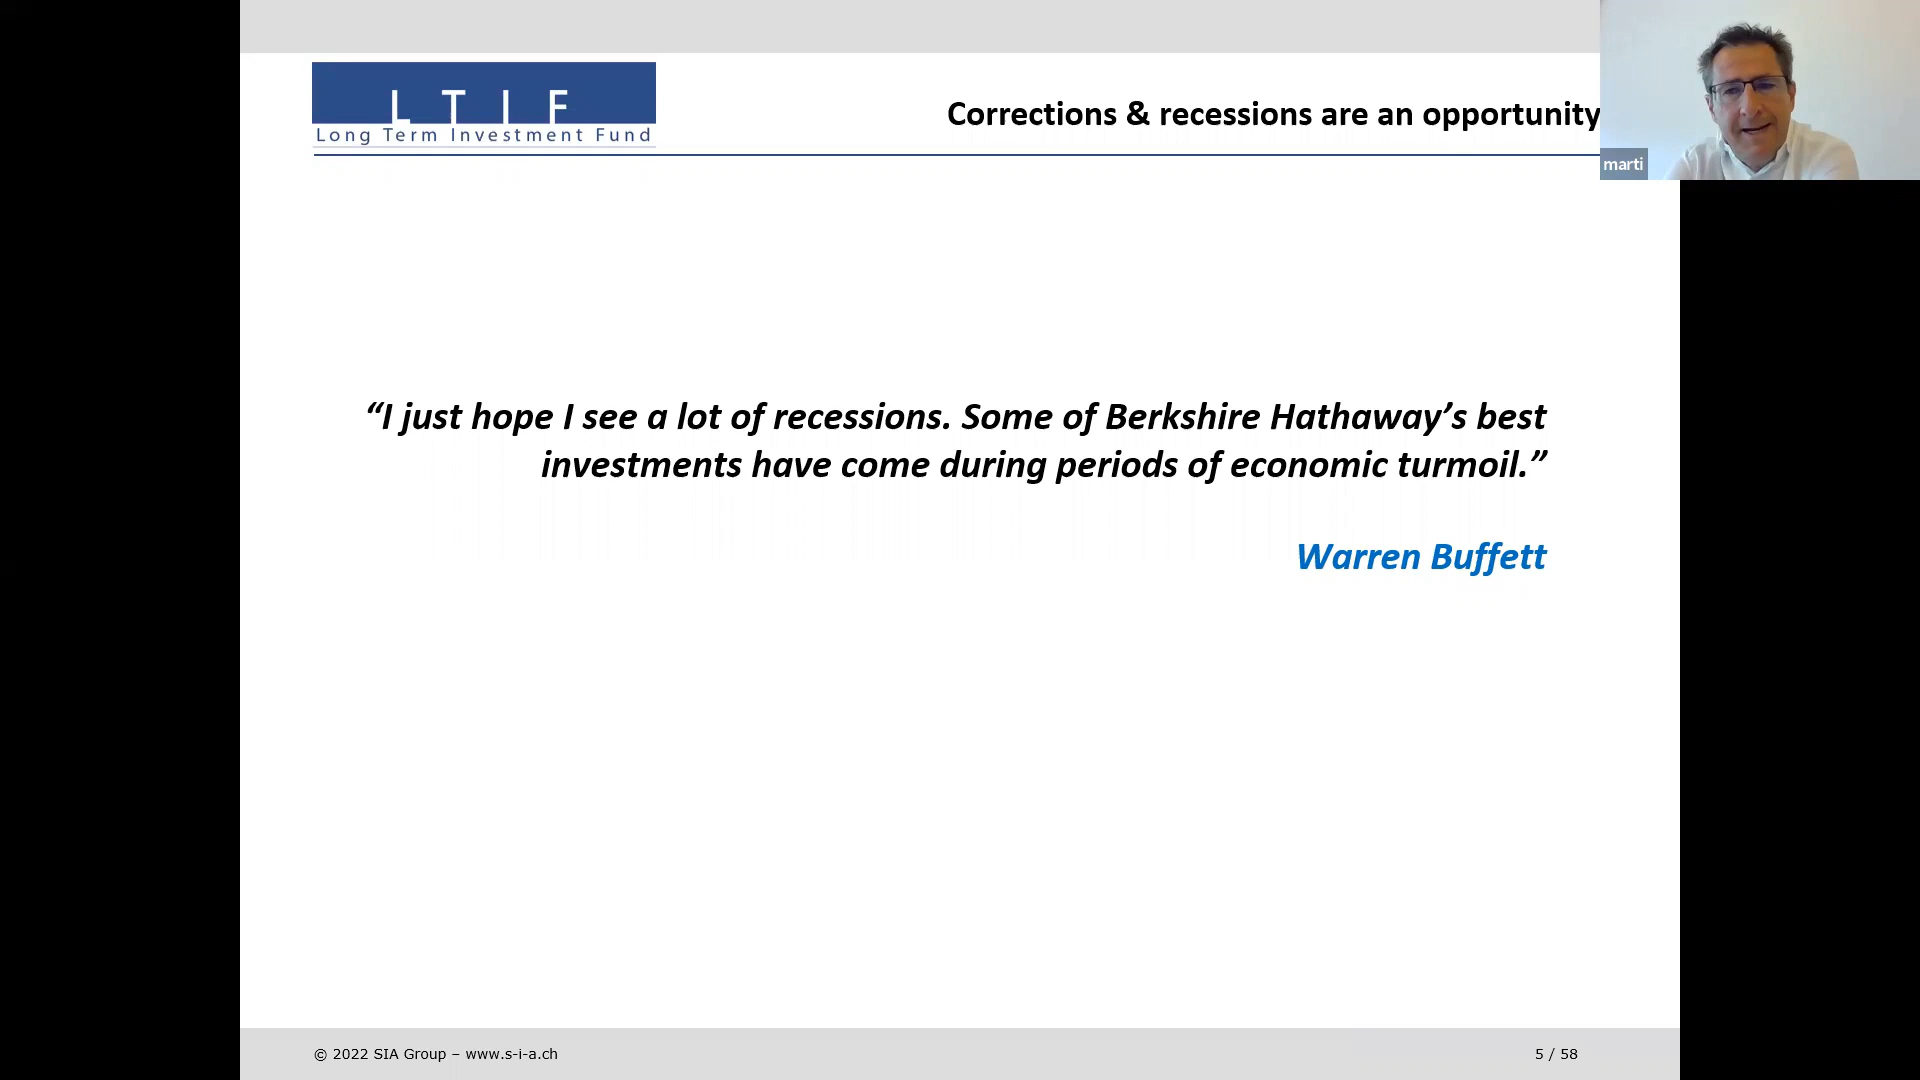 L T I F
Long Term Investment Fund
Corrections & recessions are an opportunity
marti
“I just hope I see a lot of recessions. Some of Berkshire Hathaway’s best
investments have come during periods of economic turmoil.”
Warren Buffett
© 2022 SIA Group – www.s-i-a.ch
5 / 58